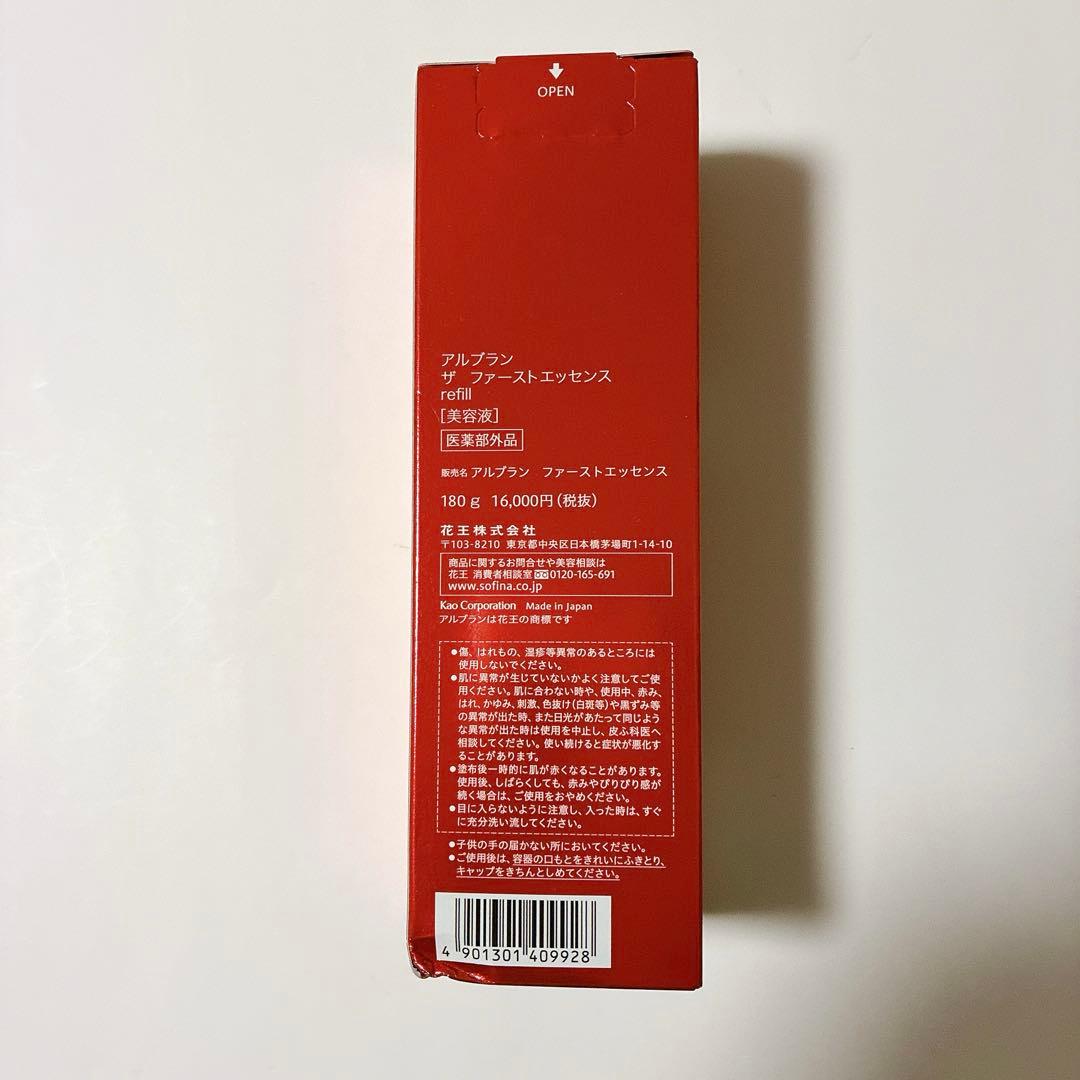 OPEN
アルブラン
ザ ファーストエッセンス
refill
[美容液]
医薬部外品
販売名 アルブラン ファーストエッセンス
180g 16,000円(税抜)
花王株式会社
〒103-8210 東京都中央区日本橋茅場町1-14-10
商品に関するお問合せや美容相談は
花王 消費者相談室 0120-165-691
www.sofina.co.jp
Kao Corporation Made in Japan
アルブランは花王の商標です
●傷、はれもの、湿疹等異常のあるところには
使用しないでください。
●肌に異常が生じていないかよく注意してご使
用ください。肌に合わない時や、使用中、赤み、
はれ、かゆみ、刺激、色抜け(白斑等)や黒ずみ等
の異常が出た時、また日光があたって同じよう
な異常が出た時は使用を中止し、皮ふ科医へ
相談してください。使い続けると症状が悪化す
ることがあります。
●塗布後一時的に肌が赤くなることがあります。
使用後、しばらくしても、赤みやぴりぴり感が
続く場合は、ご使用をおやめください。
●目に入らないように注意し、入った時は、すぐ
に充分洗い流してください。
●子供の手の届かない所においてください。
●ご使用後は、容器の口もとをきれいにふきとり、
キャップをきちんとしめてください。
4 901301 409928